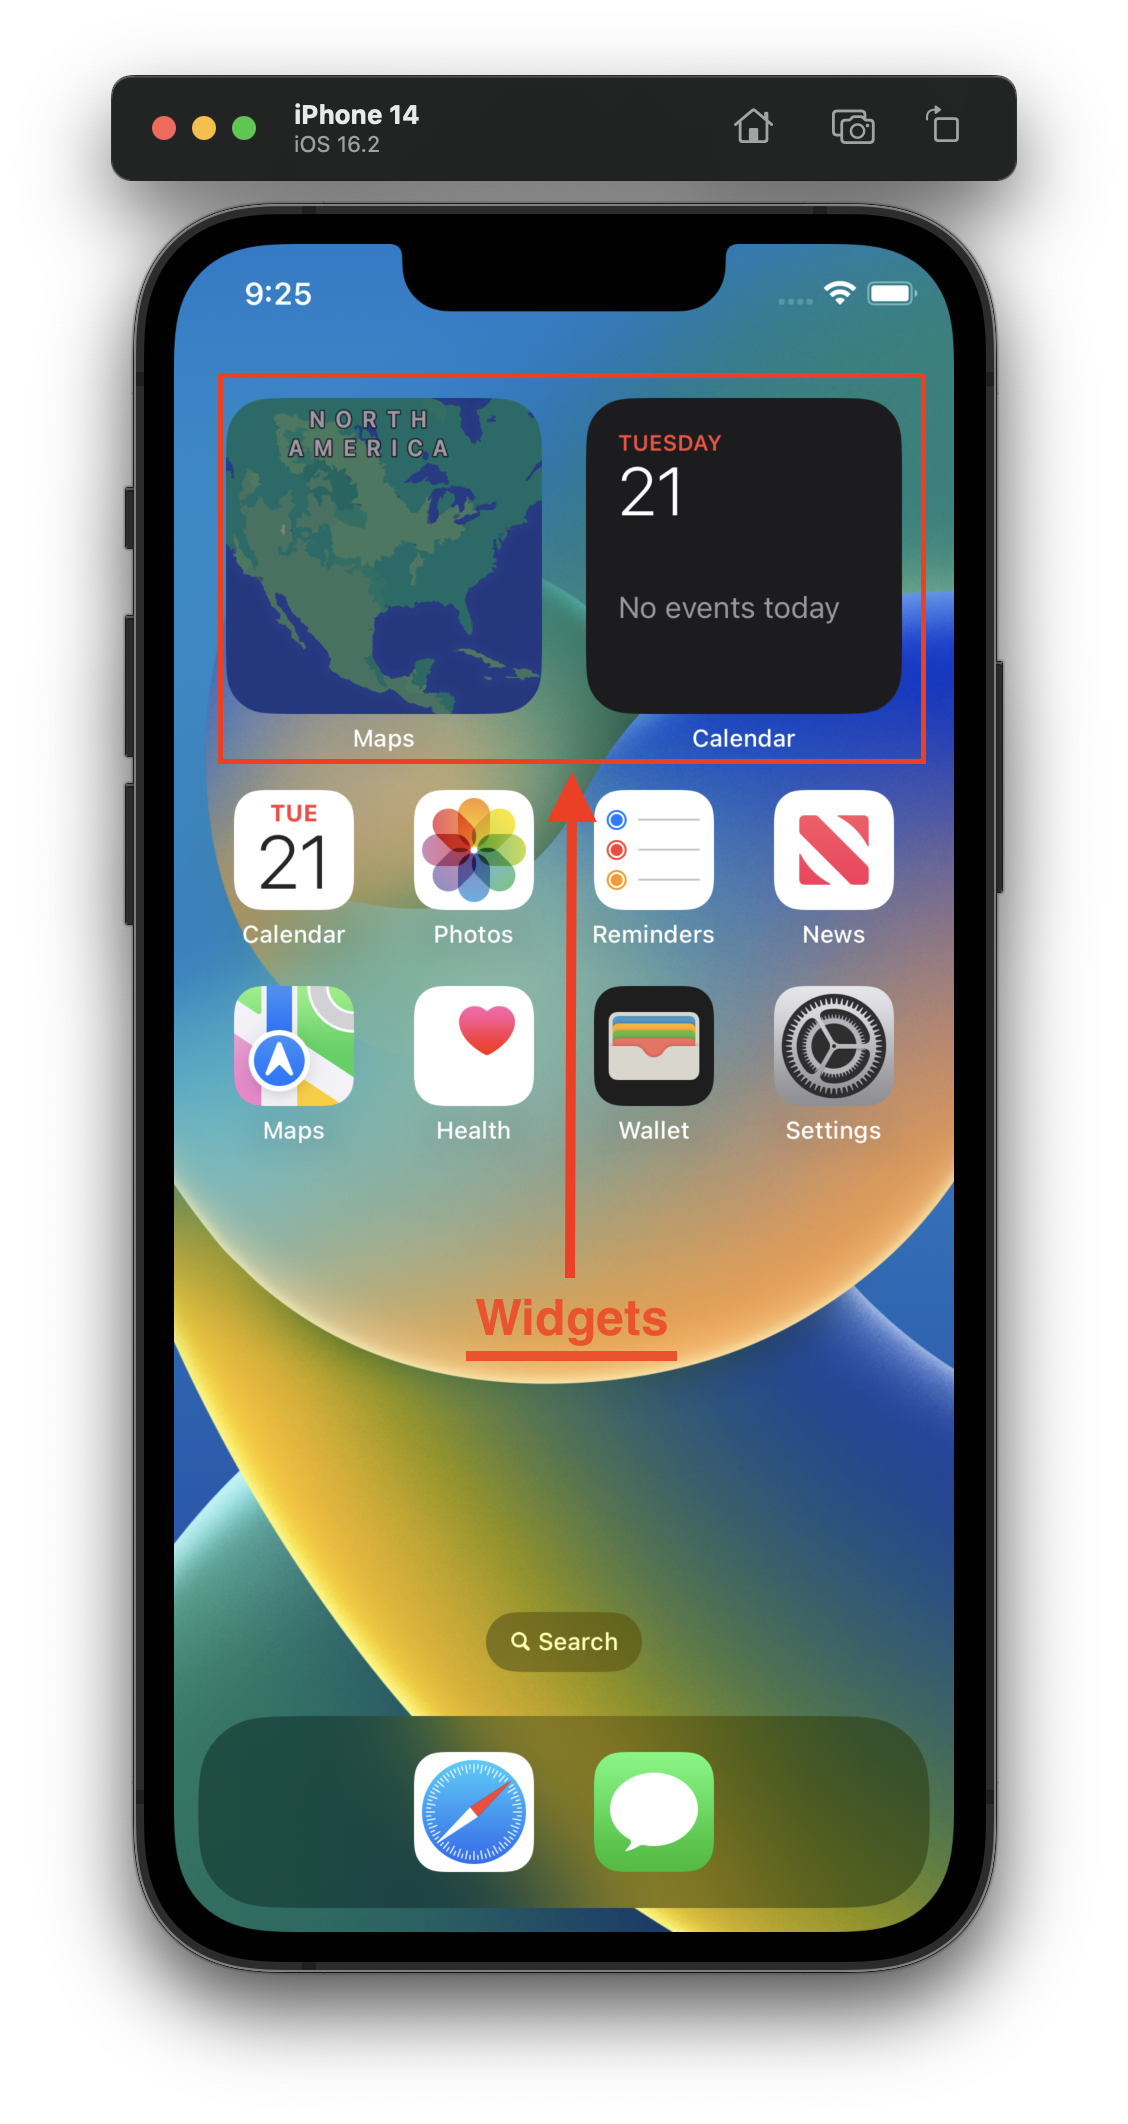 iPhone 14
iOS 16.2
9:25
NORTH
AMERICA
TUESDAY
21
No events today
Maps
Calendar
TUE
21
Calendar
Photos
Reminders
News
Maps
Health
Wallet
Settings
Widgets
Search